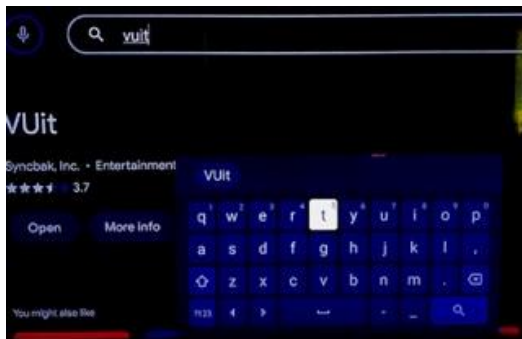 vuit
VUit
Syncbak, Inc. • Entertainment
3.7
Open More info
You might also like
VUit
q w e r t y u i o p
a s d f g h j k l
z x c v b n m .